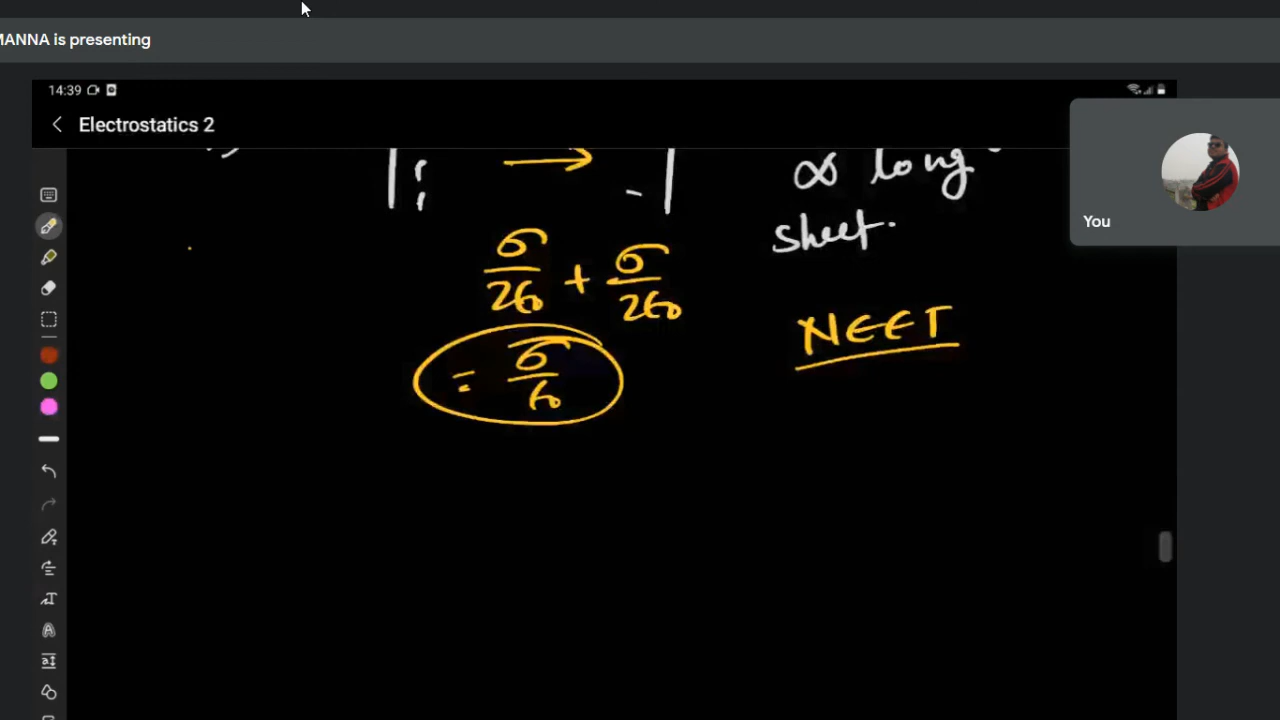 MANNA is presenting
14:39
Electrostatics 2
You
∞ long
sheet.
σ/2ε₀ + σ/2ε₀
= σ/ε₀
NEET